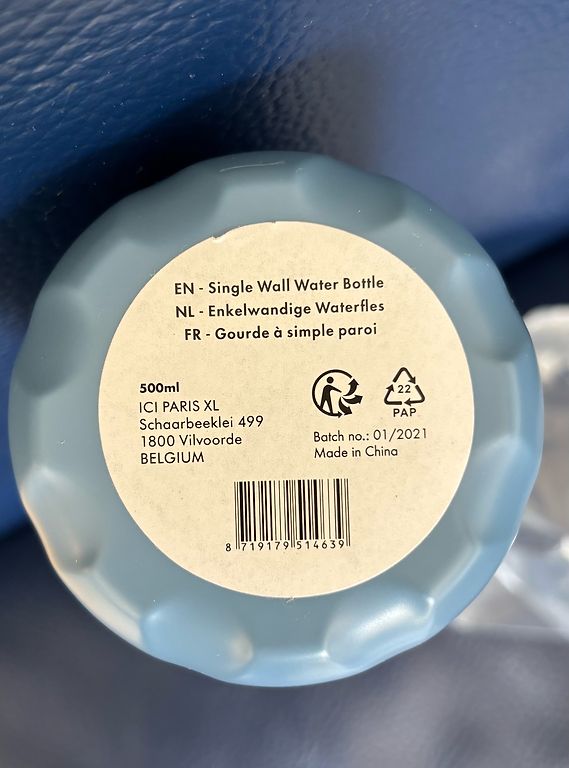 EN - Single Wall Water Bottle
NL - Enkelwandige Waterfles
FR - Gourde à simple paroi
500ml
ICI PARIS XL
Schaarbeeklei 499
1800 Vilvoorde
BELGIUM
22
PAP
Batch no.: 01/2021
Made in China
8 719179 514639